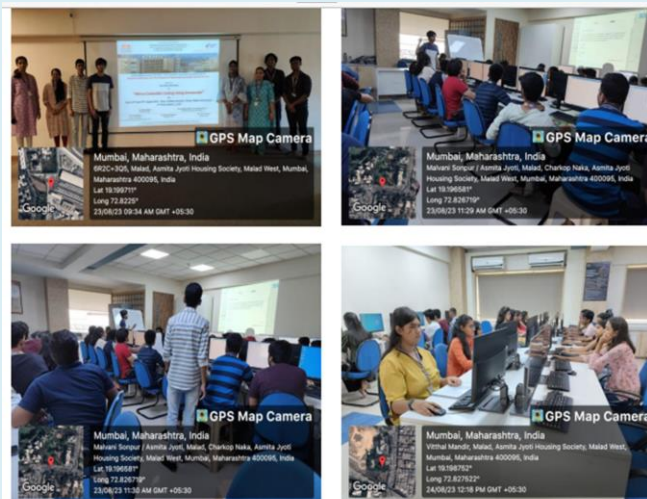 GPS Map Camera
Mumbai, Maharashtra, India
6R2C+3Q5, Malad, Asmita Jyoti Housing Society, Malad West, Mumbai,
Maharashtra 400095, India
Lat 19.199711°
Long 72.8225°
23/08/23 09:34 AM GMT +05:30
Google
GPS Map Camera
Mumbai, Maharashtra, India
Malvani Sonpur / Asmita Jyoti, Malad, Charkop Naka, Asmita Jyoti
Housing Society, Malad West, Mumbai, Maharashtra 400095, India
Lat 19.196581°
Long 72.826719°
23/08/23 11:29 AM GMT +05:30
Google
GPS Map Camera
Mumbai, Maharashtra, India
Malvani Sonpur / Asmita Jyoti, Malad, Charkop Naka, Asmita Jyoti
Housing Society, Malad West, Mumbai, Maharashtra 400095, India
Lat 19.196581°
Long 72.826719°
23/08/23 11:30 AM GMT +05:30
Google
GPS Map Camera
Mumbai, Maharashtra, India
Vitthal Mandir, Malad, Asmita Jyoti Housing Society, Malad West,
Mumbai, Maharashtra 400095, India
Lat 19.198752°
Long 72.827522°
24/08/23 12:18 PM GMT +05:30
Google